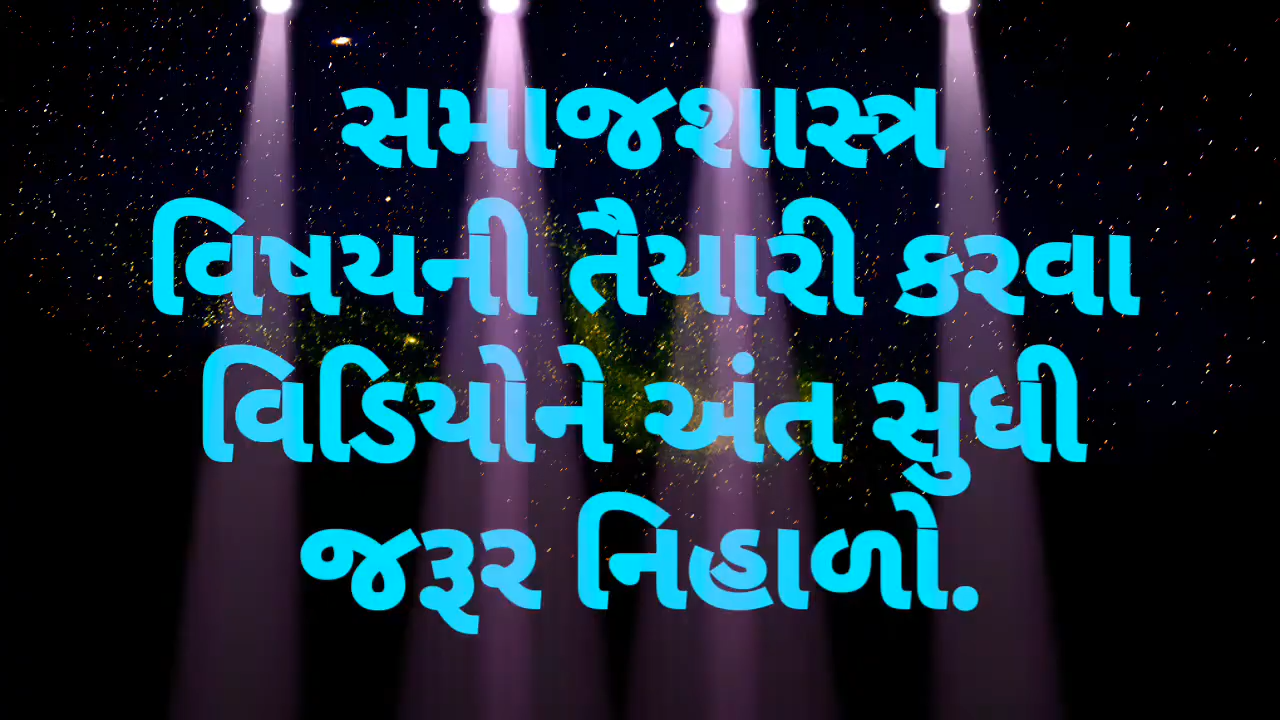 સમાજશાસ્ત્ર
વિષયની તૈયારી કરવા
વિડિયોને અંત સુધી
જરૂર નિહાળો.